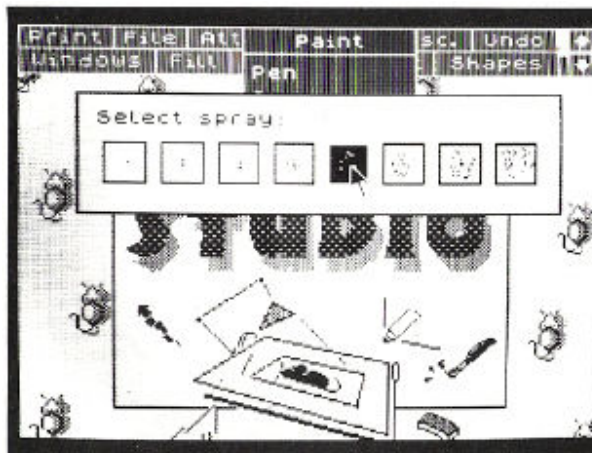 Print File Att Paint sc. Undo
Windows Fill Pen Shapes
Select spray:
STUDIO